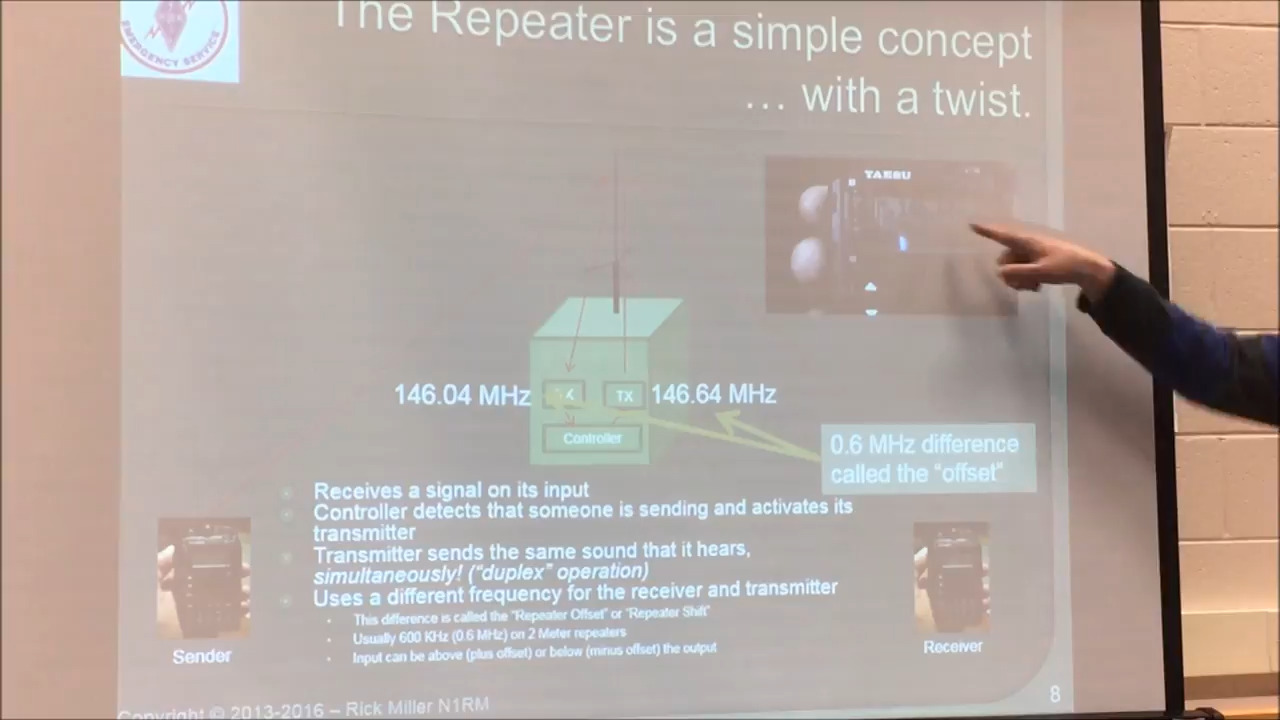 The Repeater is a simple concept
... with a twist.
EMERGENCY SERVICE
YAESU
146.04 MHz
TX
146.64 MHz
Controller
0.6 MHz difference
called the "offset"
Receives a signal on its input
Controller detects that someone is sending and activates its
transmitter
Transmitter sends the same sound that it hears,
simultaneously! ("duplex" operation)
Uses a different frequency for the receiver and transmitter
This difference is called the "Repeater Offset" or "Repeater Shift"
Usually 600 KHz (0.6 MHz) on 2 Meter repeaters
Input can be above (plus offset) or below (minus offset) the output
Sender
Receiver
Copyright © 2013-2016 – Rick Miller N1RM
8